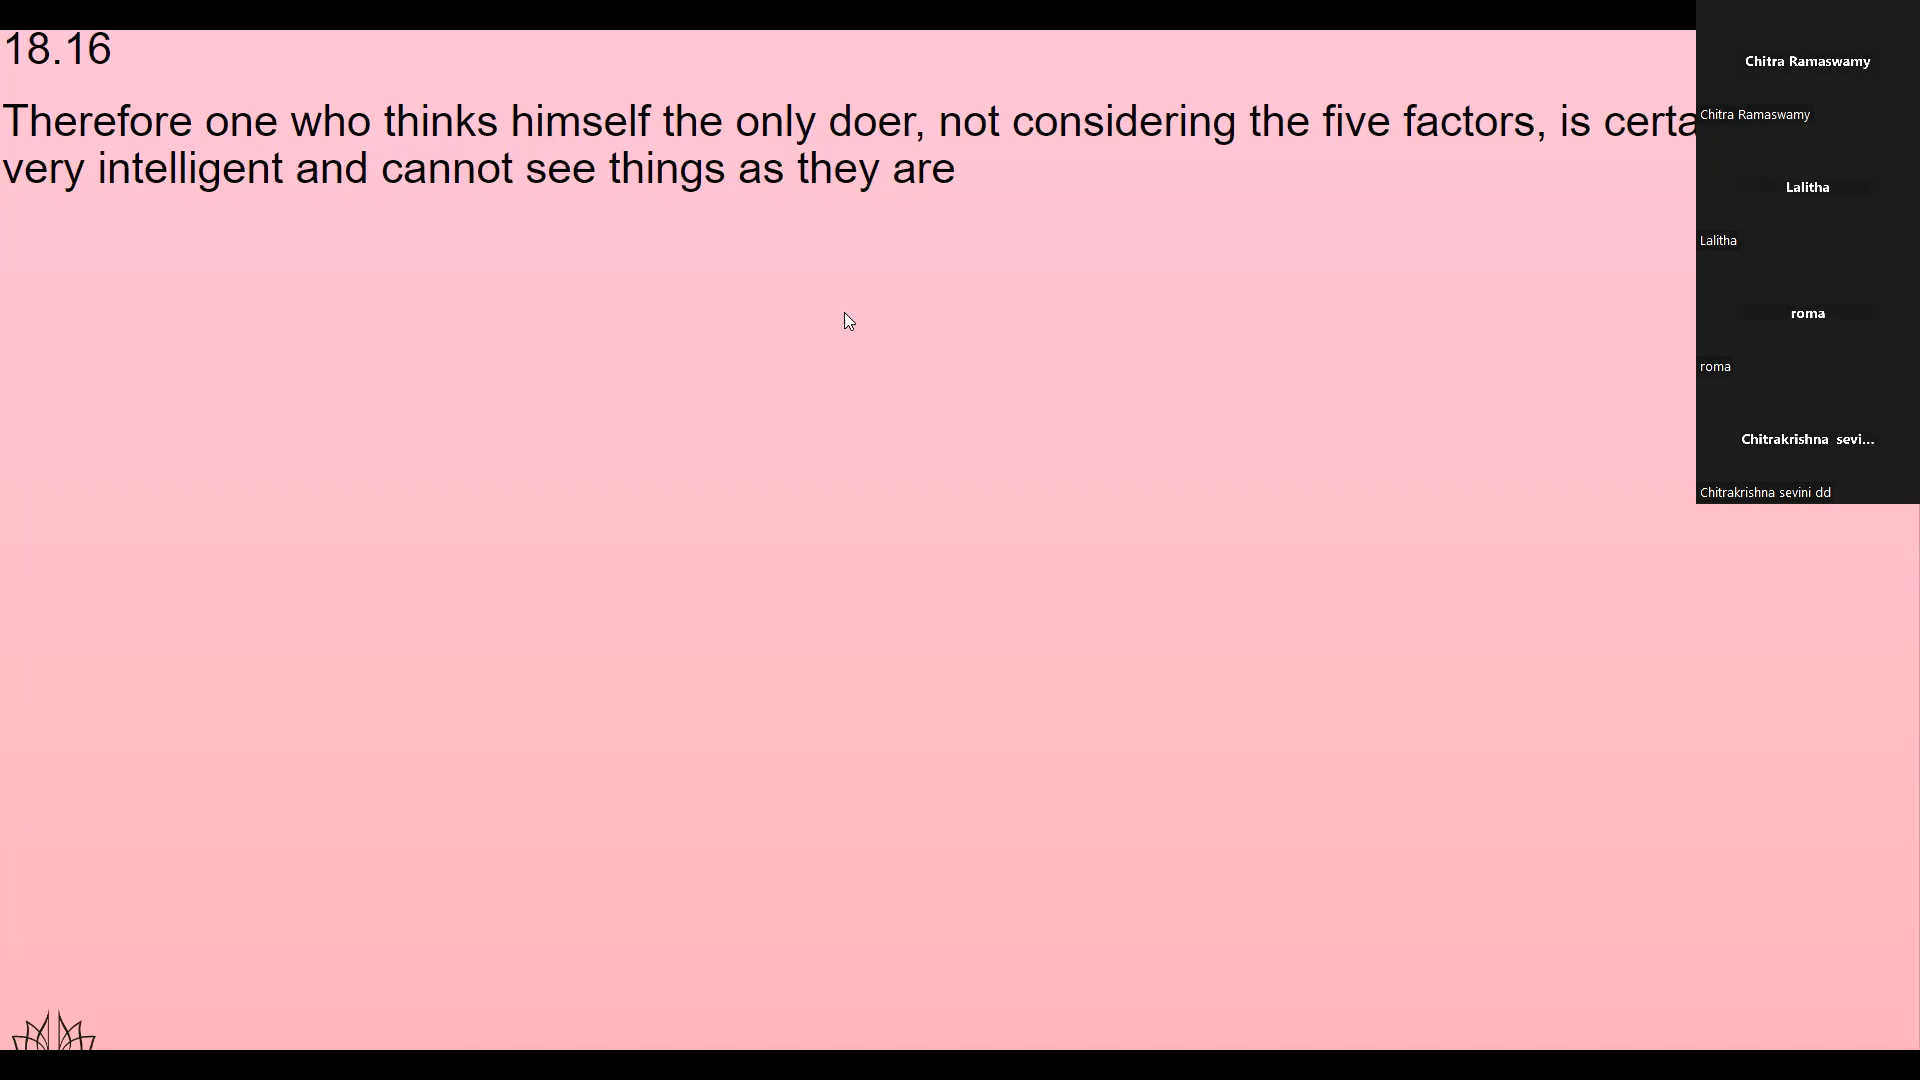 18.16
Therefore one who thinks himself the only doer, not considering the five factors, is certa
very intelligent and cannot see things as they are
Chitra Ramaswamy
Chitra Ramaswamy
Lalitha
Lalitha
roma
roma
Chitrakrishna sevi...
Chitrakrishna sevini dd